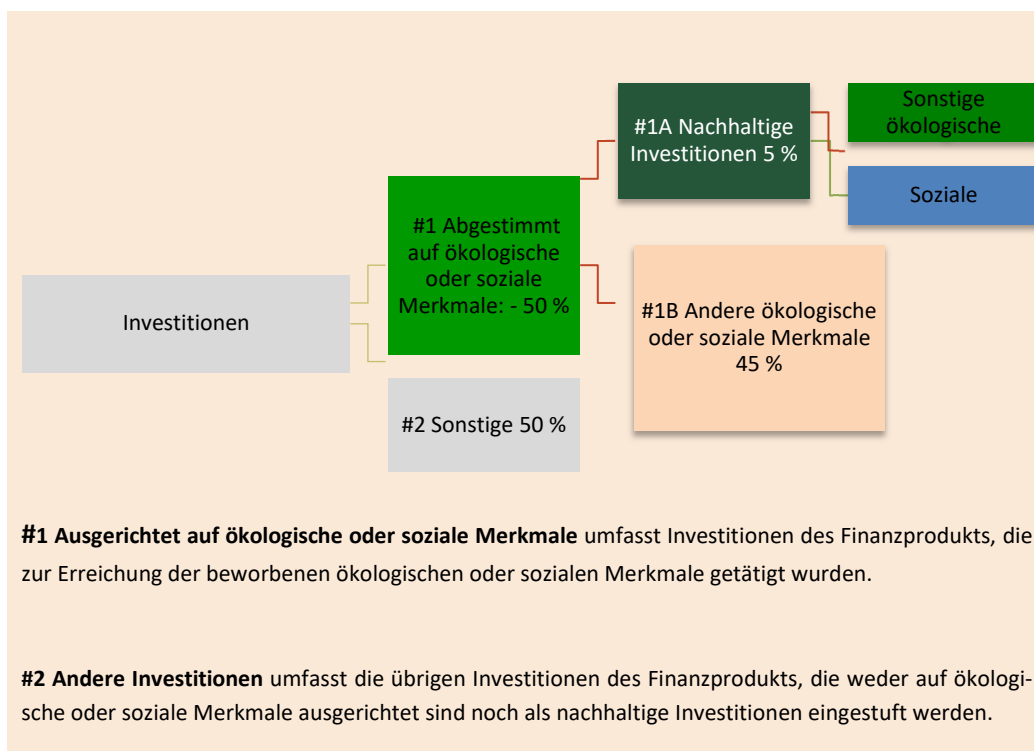 Sonstige
ökologische
#1A Nachhaltige
Investitionen 5 %
Soziale
#1 Abgestimmt
auf ökologische
oder soziale
Merkmale: - 50 %
Investitionen
#1B Andere ökologische
oder soziale Merkmale
45 %
#2 Sonstige 50 %
#1 Ausgerichtet auf ökologische oder soziale Merkmale umfasst Investitionen des Finanzprodukts, die
zur Erreichung der beworbenen ökologischen oder sozialen Merkmale getätigt wurden.
#2 Andere Investitionen umfasst die übrigen Investitionen des Finanzprodukts, die weder auf ökologi-
sche oder soziale Merkmale ausgerichtet sind noch als nachhaltige Investitionen eingestuft werden.